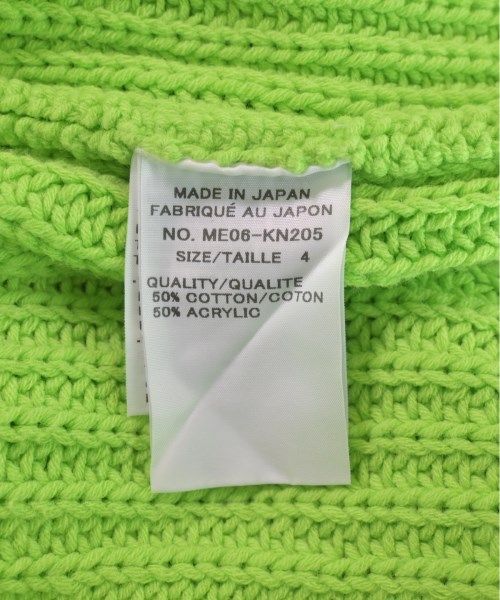 MADE IN JAPAN
FABRIQUÉ AU JAPON
NO. ME06-KN205
SIZE/TAILLE 4
QUALITY/QUALITE
50% COTTON/COTON
50% ACRYLIC